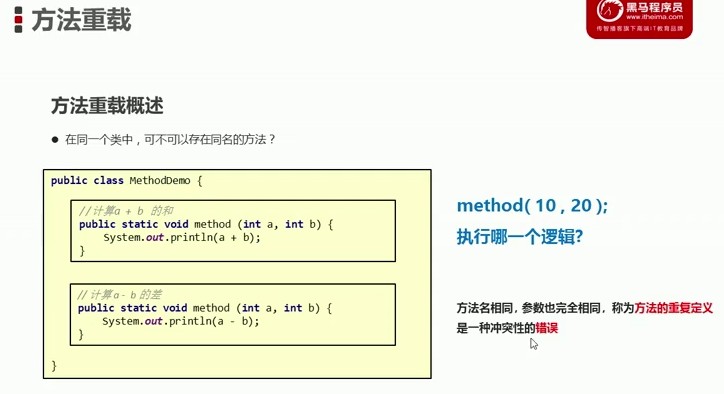 方法重载
黑马程序员
www.itheima.com
传智播客旗下高端IT教育品牌
方法重载概述
● 在同一个类中，可不可以存在同名的方法？
public class MethodDemo {
//计算a + b 的和
public static void method (int a, int b) {
System.out.println(a + b);
}
// 计算a - b 的差
public static void method (int a, int b) {
System.out.println(a - b);
}
}
method( 10 , 20 );
执行哪一个逻辑?
方法名相同，参数也完全相同，称为方法的重复定义
是一种冲突性的错误